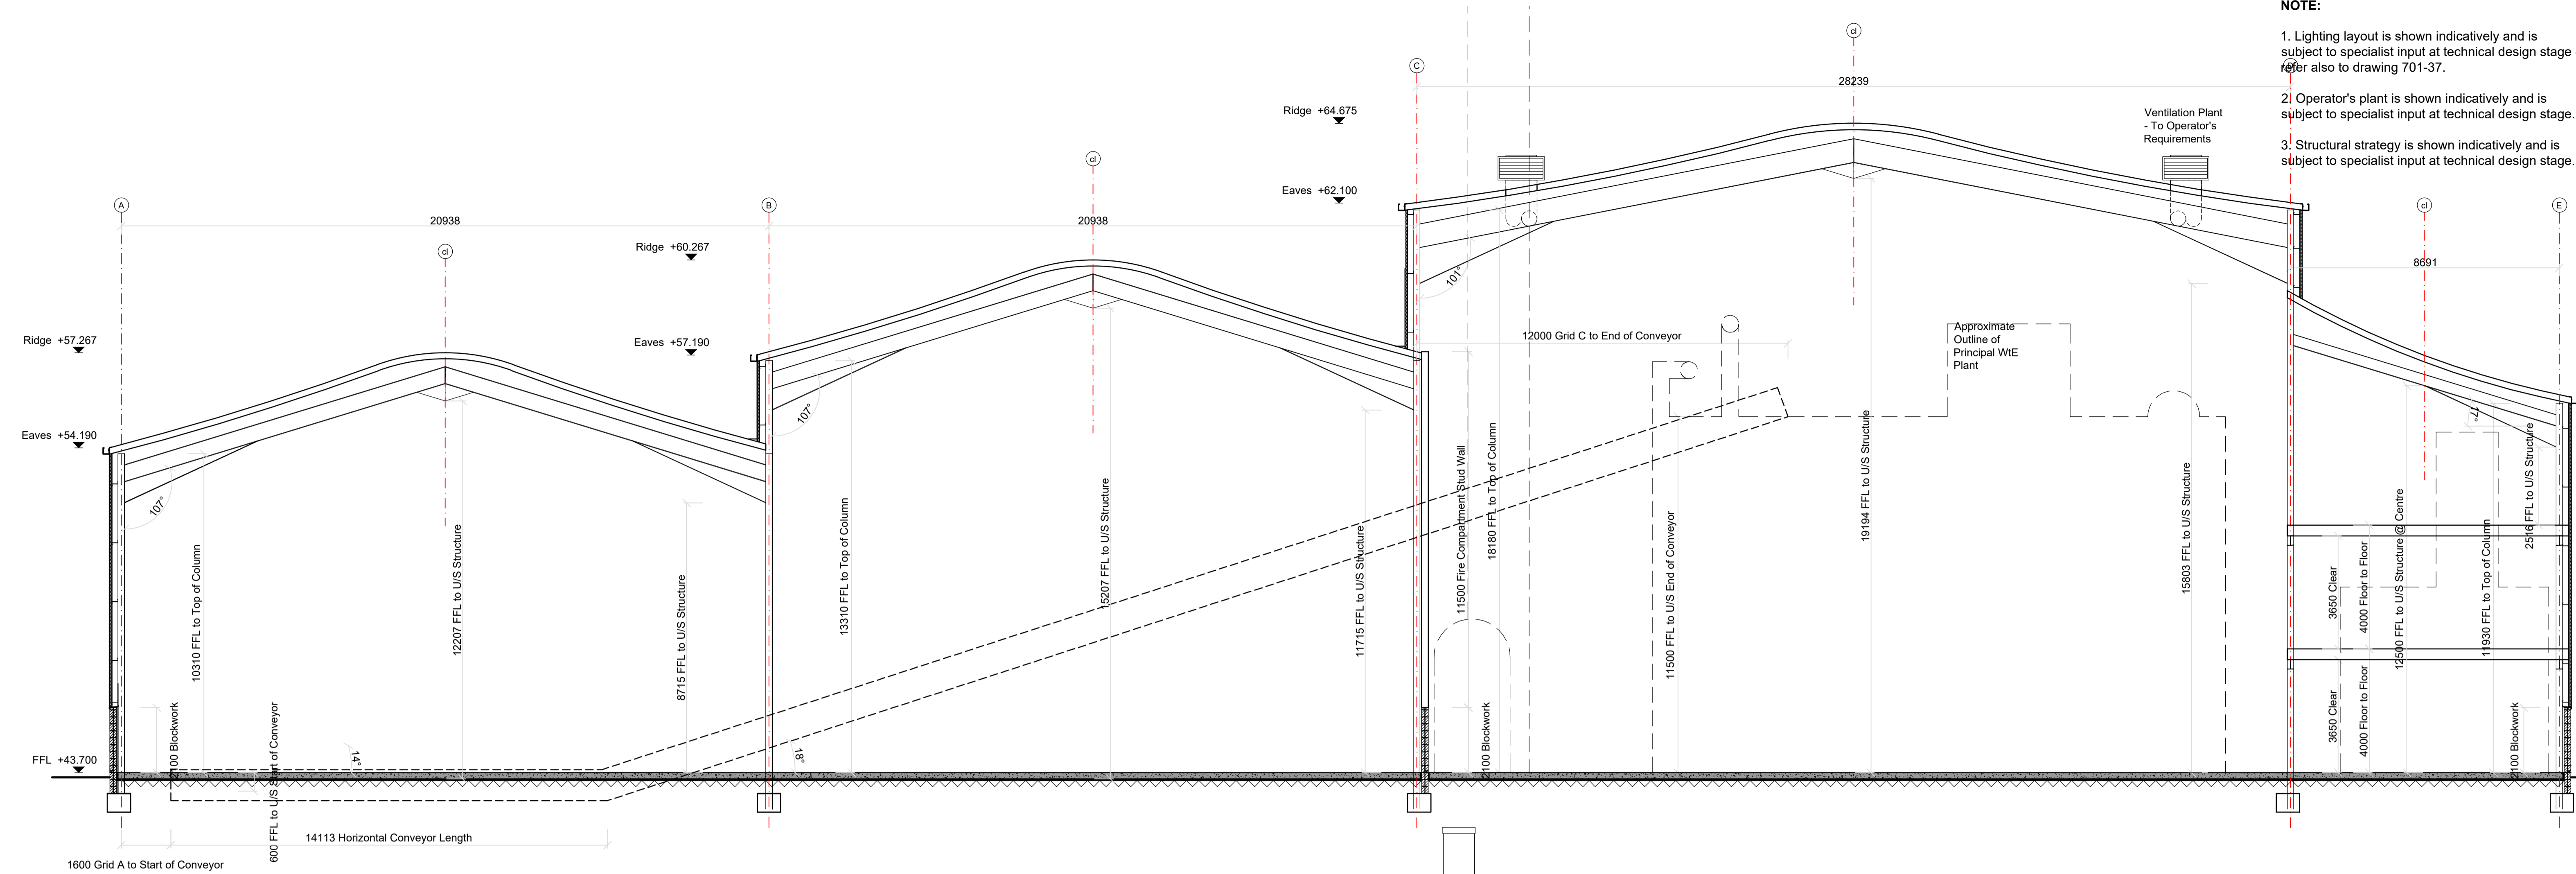 NOTE:
1. Lighting layout is shown indicatively and is
subject to specialist input at technical design stage
refer also to drawing 701-37.
2. Operator's plant is shown indicatively and is
subject to specialist input at technical design stage.
3. Structural strategy is shown indicatively and is
subject to specialist input at technical design stage.
cl
C
28239
Ridge +64.675
Ventilation Plant
- To Operator's
Requirements
cl
Eaves +62.100
A
B
cl
E
20938
20938
Ridge +60.267
cl
8691
101°
Ridge +57.267
Eaves +57.190
12000 Grid C to End of Conveyor
Approximate
Outline of
Principal WtE
Plant
Eaves +54.190
107°
107°
17°
10310 FFL to Top of Column
12207 FFL to U/S Structure
8715 FFL to U/S Structure
13310 FFL to Top of Column
15207 FFL to U/S Structure
11715 FFL to U/S Structure
11500 Fire Compartment Stud Wall
18180 FFL to Top of Column
11500 FFL to U/S End of Conveyor
19194 FFL to U/S Structure
15803 FFL to U/S Structure
3650 Clear
4000 Floor to Floor
12500 FFL to U/S Structure @ Centre
11930 FFL to Top of Column
2516 FFL to U/S Structure
3650 Clear
4000 Floor to Floor
2100 Blockwork
2100 Blockwork
2100 Blockwork
600 FFL to U/S Start of Conveyor
14°
18°
FFL +43.700
14113 Horizontal Conveyor Length
1600 Grid A to Start of Conveyor